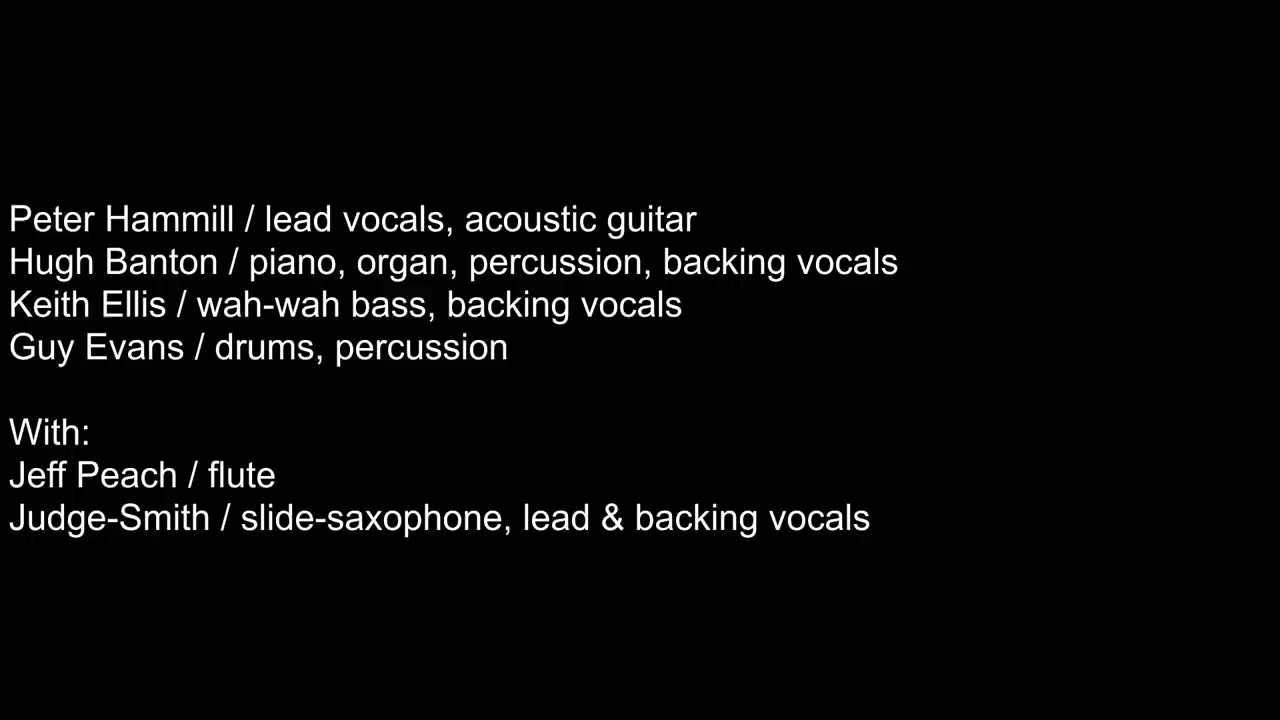 Peter Hammill / lead vocals, acoustic guitar
Hugh Banton / piano, organ, percussion, backing vocals
Keith Ellis / wah-wah bass, backing vocals
Guy Evans / drums, percussion
With:
Jeff Peach / flute
Judge-Smith / slide-saxophone, lead & backing vocals